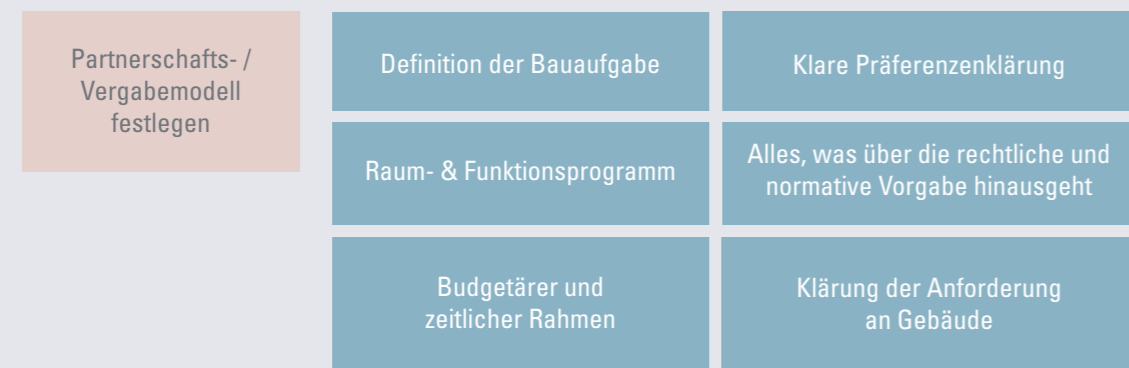 Partnerschafts- /
Vergabemodell
festlegen
Definition der Bauaufgabe
Klare Präferenzenklärung
Raum- & Funktionsprogramm
Alles, was über die rechtliche und
normative Vorgabe hinausgeht
Budgetärer und
zeitlicher Rahmen
Klärung der Anforderung
an Gebäude